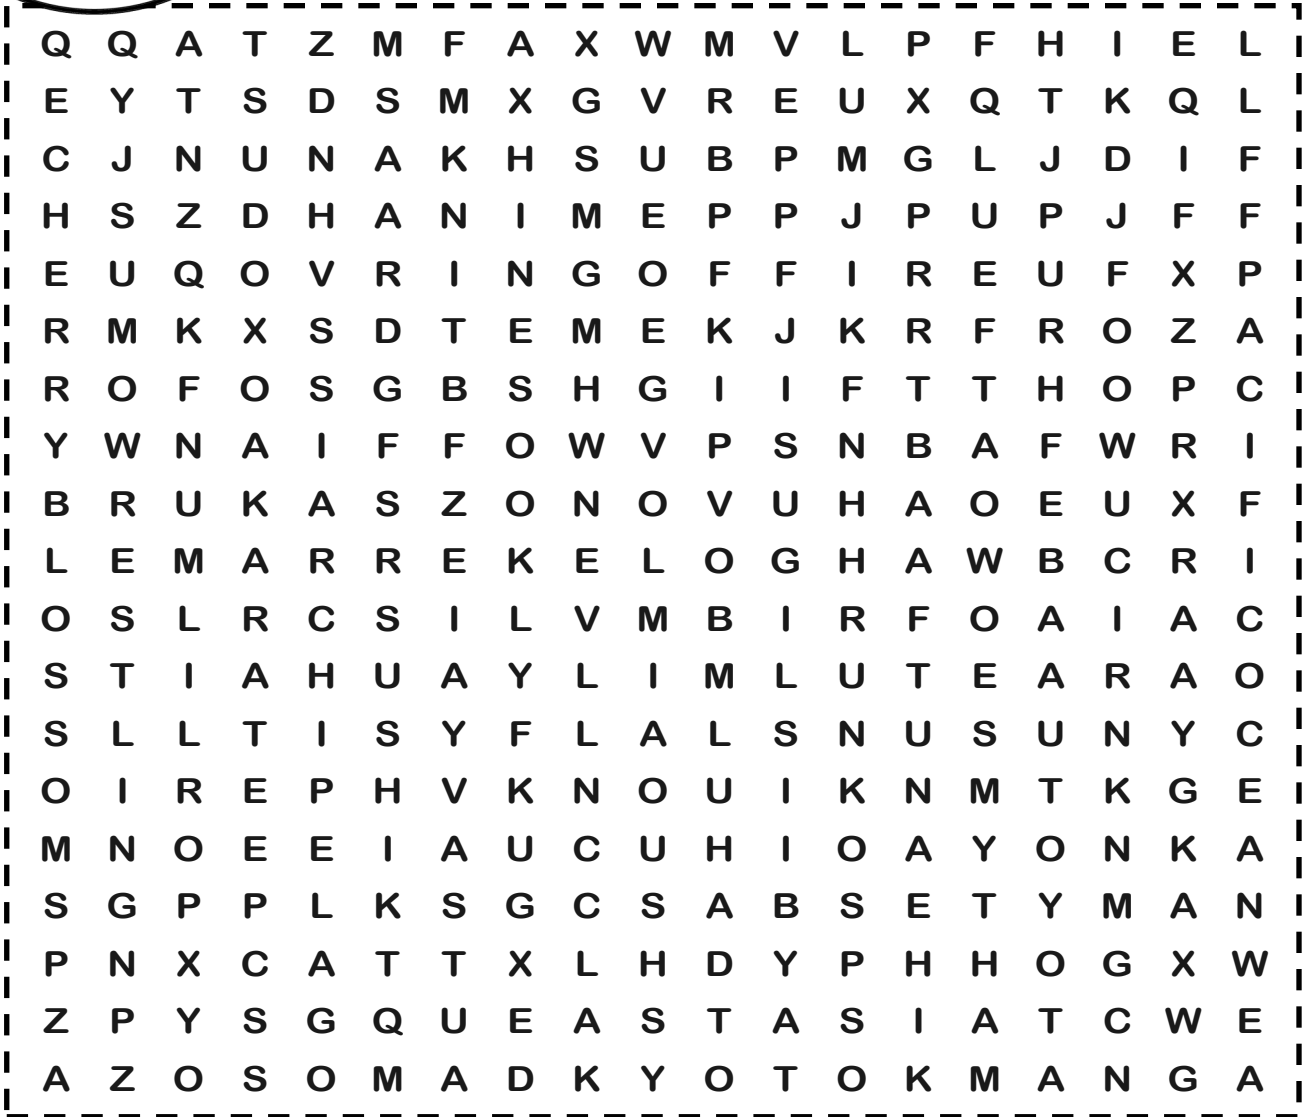 Q Q A T Z M F A X W M V L P F H I E L
E Y T S D S M X G V R E U X Q T K Q L
C J N U N A K H S U B P M G L J D I F
H S Z D H A N I M E P P J P U P J F F
E U Q O V R I N G O F F I R E U F X P
R M K X S D T E M E K J K R F R O Z A
R O F O S G B S H G I I F T T H O P C
Y W N A I F F O W V P S N B A F W R I
B R U K A S Z O N O V U H A O E U X F
L E M A R R E K E L O G H A W B C R I
O S L R C S I L V M B I R F O A I A C
S T I A H U A Y L I M L U T E A R A O
S L L T I S Y F L A L S N U S U N Y C
O I R E P H V K N O U I K N M T K G E
M N O E E I A U C U H I O A Y O N K A
S G P P L K S G C S A B S E T Y M A N
P N X C A T T X L H D Y P H H O G X W
Z P Y S G Q U E A S T A S I A T C W E
A Z O S O M A D K Y O T O K M A N G A